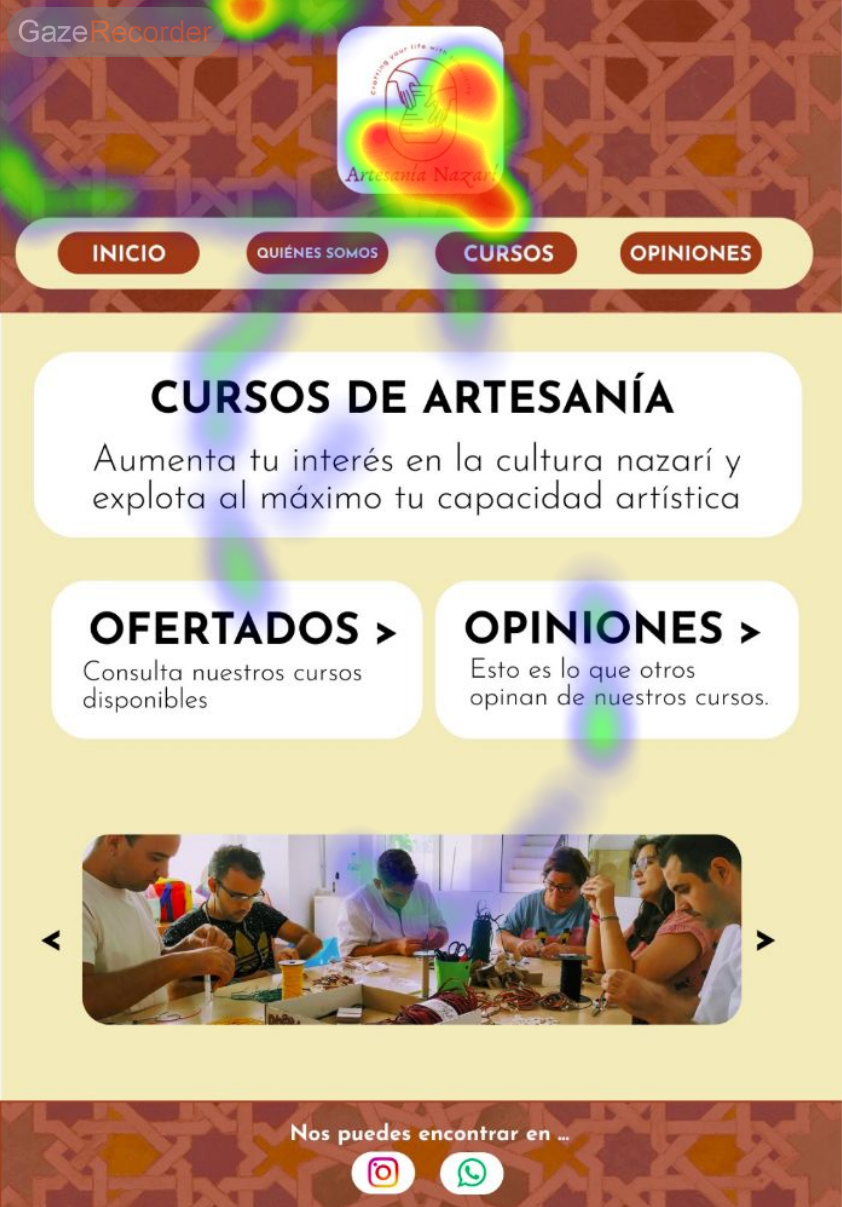 GazeRecorder
Crafting your life with
Artesanía Nazarí
INICIO
QUIÉNES SOMOS
CURSOS
OPINIONES
CURSOS DE ARTESANÍA
Aumenta tu interés en la cultura nazarí y
explota al máximo tu capacidad artística
OFERTADOS >
Consulta nuestros cursos
disponibles
OPINIONES >
Esto es lo que otros
opinan de nuestros cursos.
<
>
Nos puedes encontrar en ...